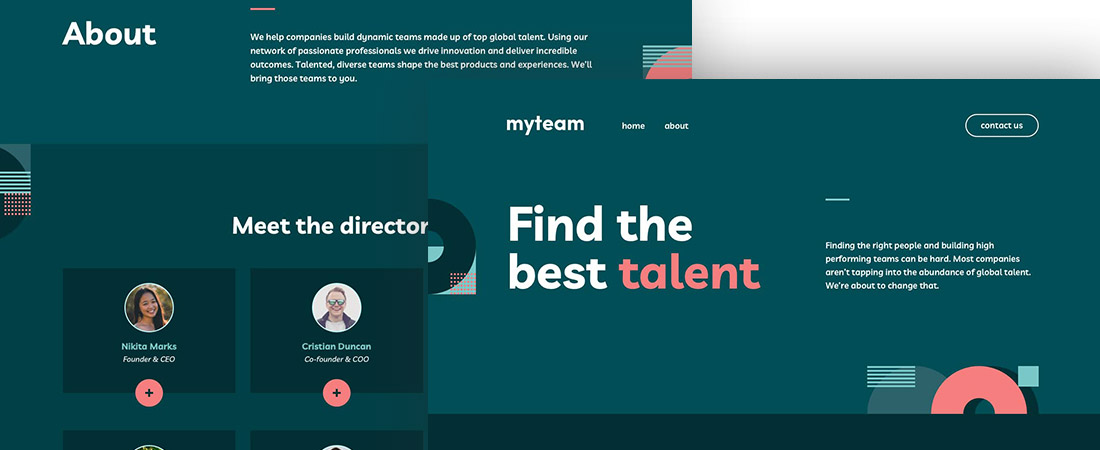 About
We help companies build dynamic teams made up of top global talent. Using our
network of passionate professionals we drive innovation and deliver incredible
outcomes. Talented, diverse teams shape the best products and experiences. We'll
bring those teams to you.
Meet the director
Nikita Marks
Founder & CEO
+
Cristian Duncan
Co-founder & COO
+
myteam
home
about
contact us
Find the
best talent
Finding the right people and building high
performing teams can be hard. Most companies
aren't tapping into the abundance of global talent.
We're about to change that.